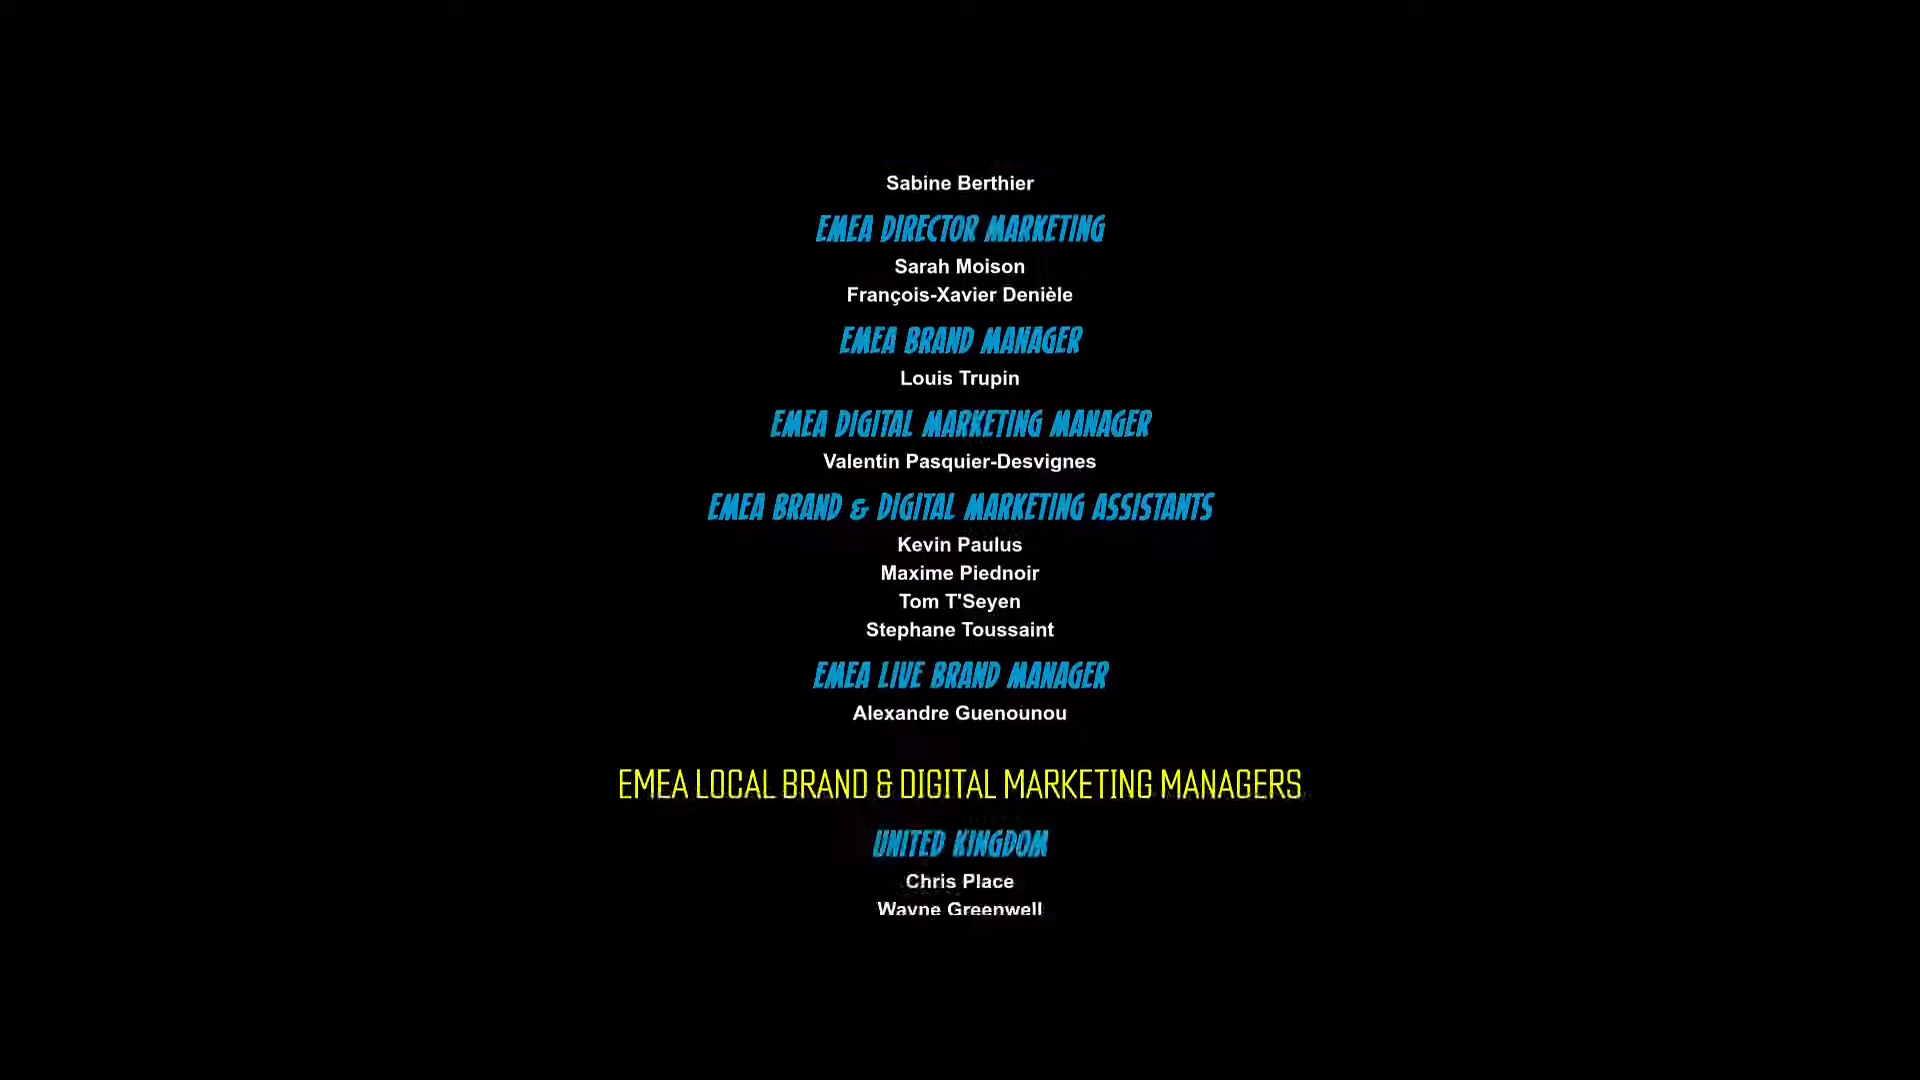 Sabine Berthier
EMEA DIRECTOR MARKETING
Sarah Moison
François-Xavier Denièle
EMEA BRAND MANAGER
Louis Trupin
EMEA DIGITAL MARKETING MANAGER
Valentin Pasquier-Desvignes
EMEA BRAND & DIGITAL MARKETING ASSISTANTS
Kevin Paulus
Maxime Piednoir
Tom T'Seyen
Stephane Toussaint
EMEA LIVE BRAND MANAGER
Alexandre Guenounou
EMEA LOCAL BRAND & DIGITAL MARKETING MANAGERS
UNITED KINGDOM
Chris Place
Wayne Greenwell